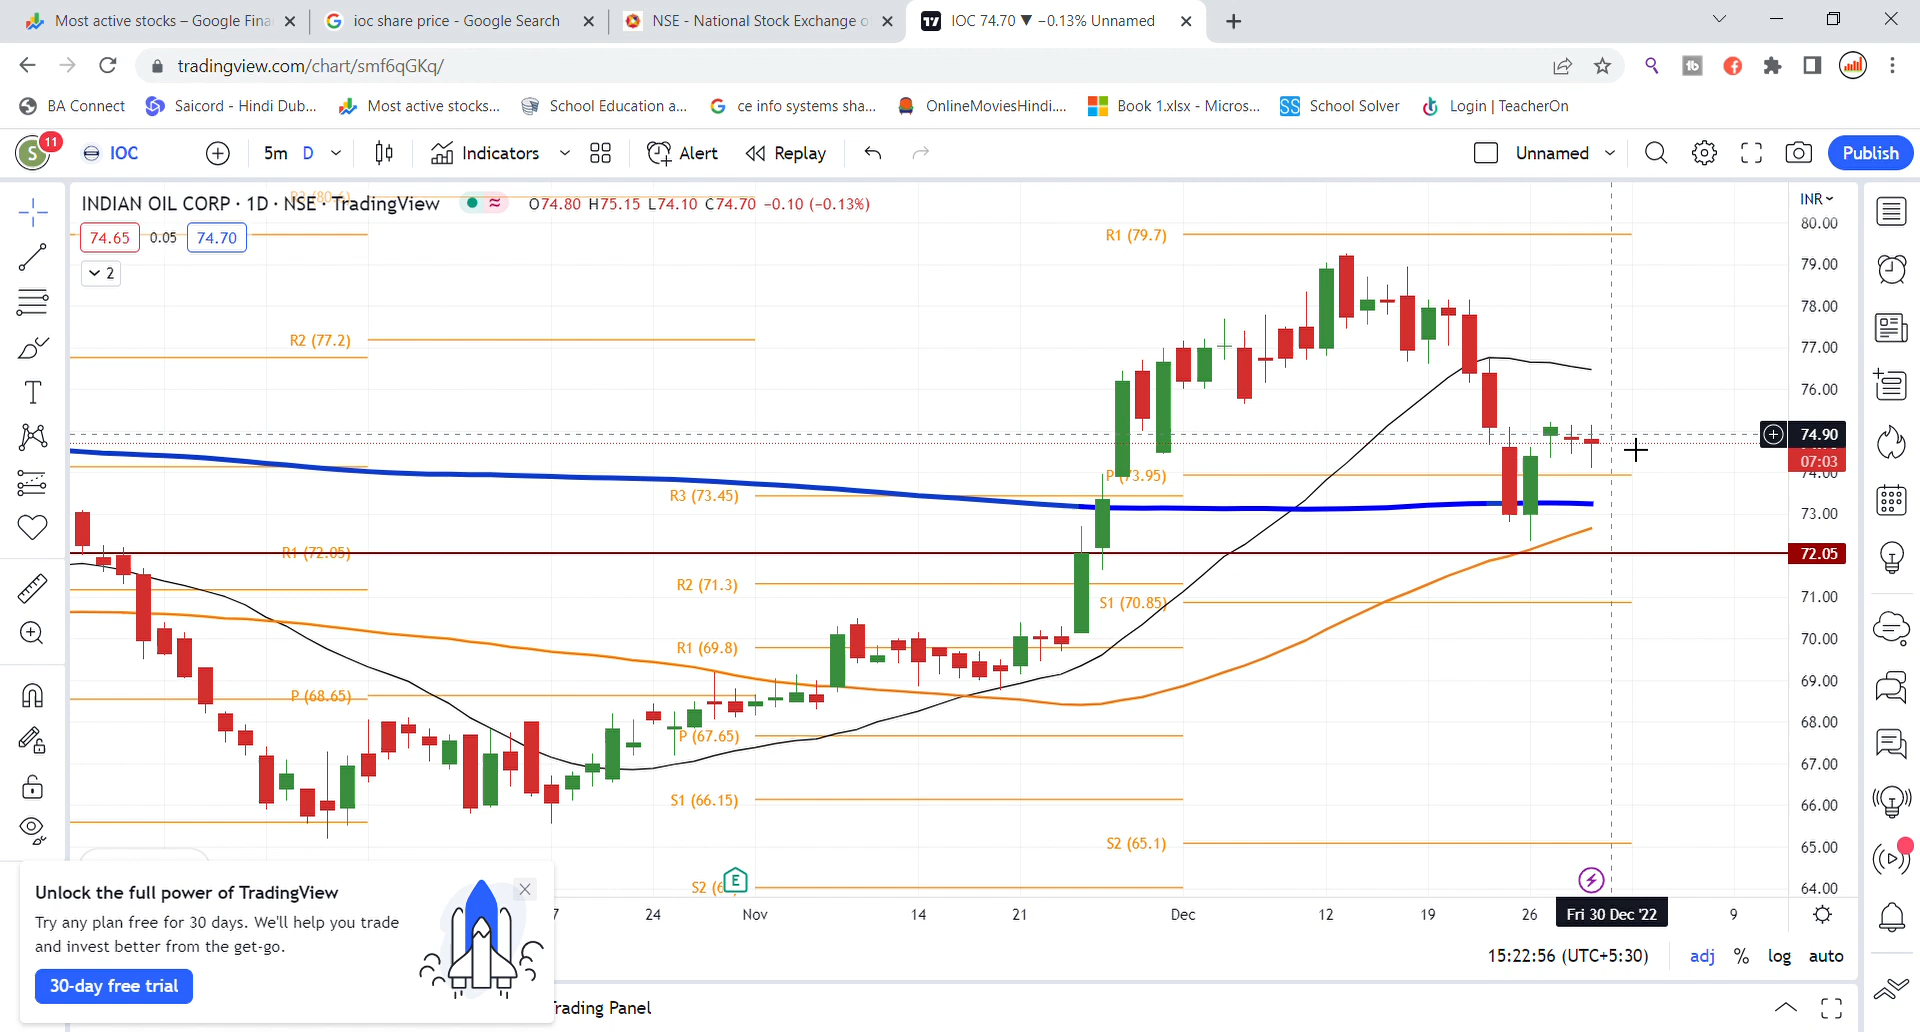 Most active stocks – Google Fina
ioc share price - Google Search
NSE - National Stock Exchange o
IOC 74.70 ▼ −0.13% Unnamed
tradingview.com/chart/smf6qGKq/
BA Connect
Saicord - Hindi Dub...
Most active stocks...
School Education a...
ce info systems sha...
OnlineMoviesHindi....
Book 1.xlsx - Micros...
School Solver
Login | TeacherOn
S 11
IOC
5m D
Indicators
Alert
Replay
Unnamed
Publish
INDIAN OIL CORP · 1D · NSE · TradingView
O74.80 H75.15 L74.10 C74.70 −0.10 (−0.13%)
INR
74.65 0.05 74.70
2
80.00
79.00
78.00
77.00
76.00
74.90
07:03
74.00
73.00
72.05
71.00
70.00
69.00
68.00
67.00
66.00
65.00
64.00
R1 (79.7)
R2 (77.2)
P (73.95)
R3 (73.45)
R1 (72.05)
R2 (71.3)
S1 (70.85)
R1 (69.8)
P (68.65)
P (67.65)
S1 (66.15)
S2 (65.1)
S2 (6
E
7 24 Nov 14 21 Dec 12 19 26 Fri 30 Dec '22 9
Unlock the full power of TradingView
Try any plan free for 30 days. We'll help you trade
and invest better from the get-go.
30-day free trial
15:22:56 (UTC+5:30)
adj % log auto
Trading Panel